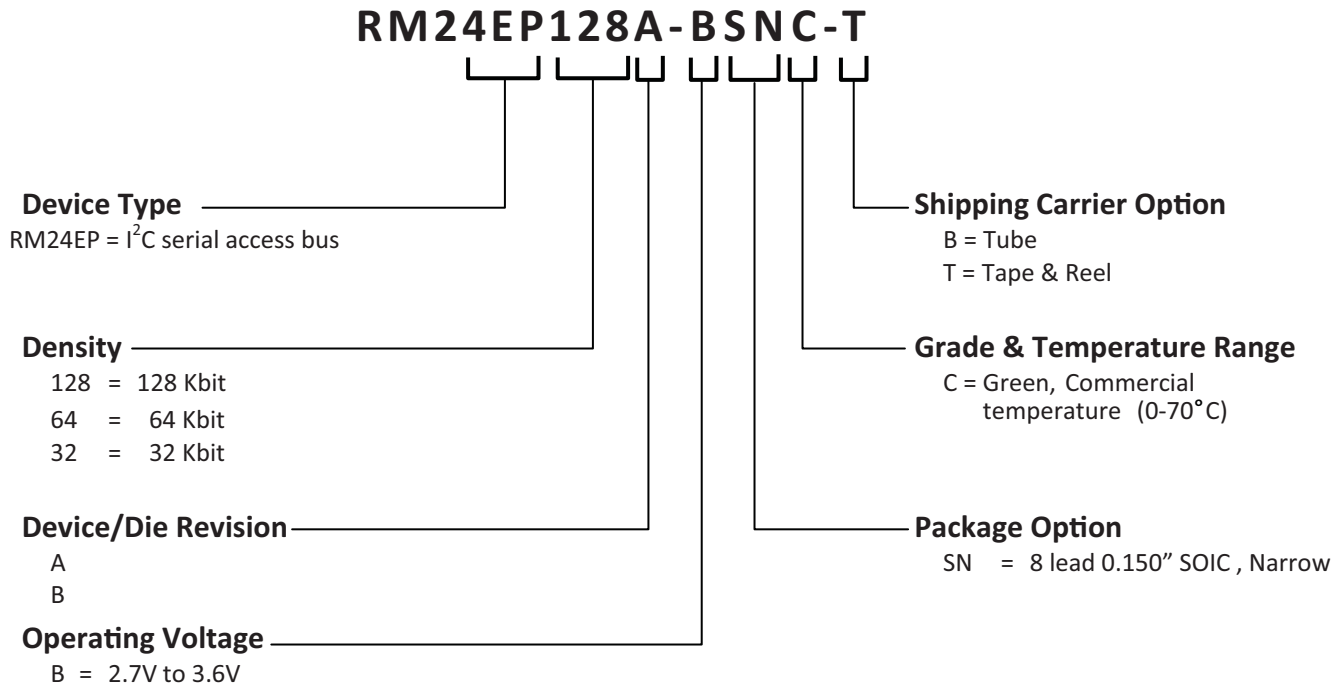 RM24EP128A-BSNC-T
Device Type
RM24EP = I²C serial access bus
Density
128 = 128 Kbit
64 = 64 Kbit
32 = 32 Kbit
Device/Die Revision
A
B
Operating Voltage
B = 2.7V to 3.6V
Shipping Carrier Option
B = Tube
T = Tape & Reel
Grade & Temperature Range
C = Green, Commercial
temperature (0-70°C)
Package Option
SN = 8 lead 0.150” SOIC , Narrow